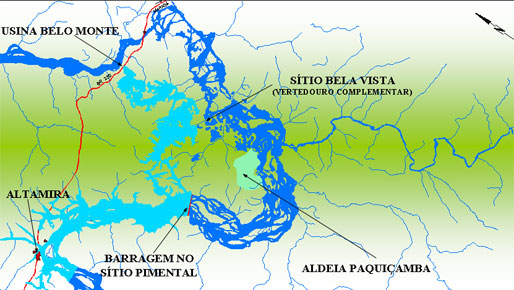 USINA BELO MONTE
SÍTIO BELA VISTA
(VERTEDOURO COMPLEMENTAR)
ALTAMIRA
BARRAGEM NO
SÍTIO PIMENTAL
ALDEIA PAQUIÇAMBA